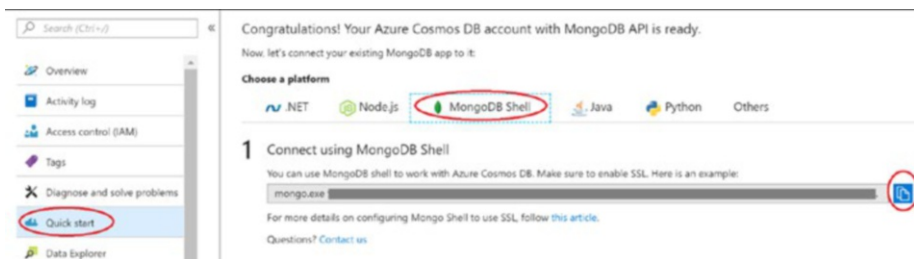 Search (Ctrl+/)
«
Overview
Activity log
Access control (IAM)
Tags
Diagnose and solve problems
Quick start
Data Explorer
Congratulations! Your Azure Cosmos DB account with MongoDB API is ready.
Now, let's connect your existing MongoDB app to it:
Choose a platform
.NET Node.js MongoDB Shell Java Python Others
1 Connect using MongoDB Shell
You can use MongoDB shell to work with Azure Cosmos DB. Make sure to enable SSL. Here is an example:
mongo.exe
For more details on configuring Mongo Shell to use SSL, follow this article.
Questions? Contact us